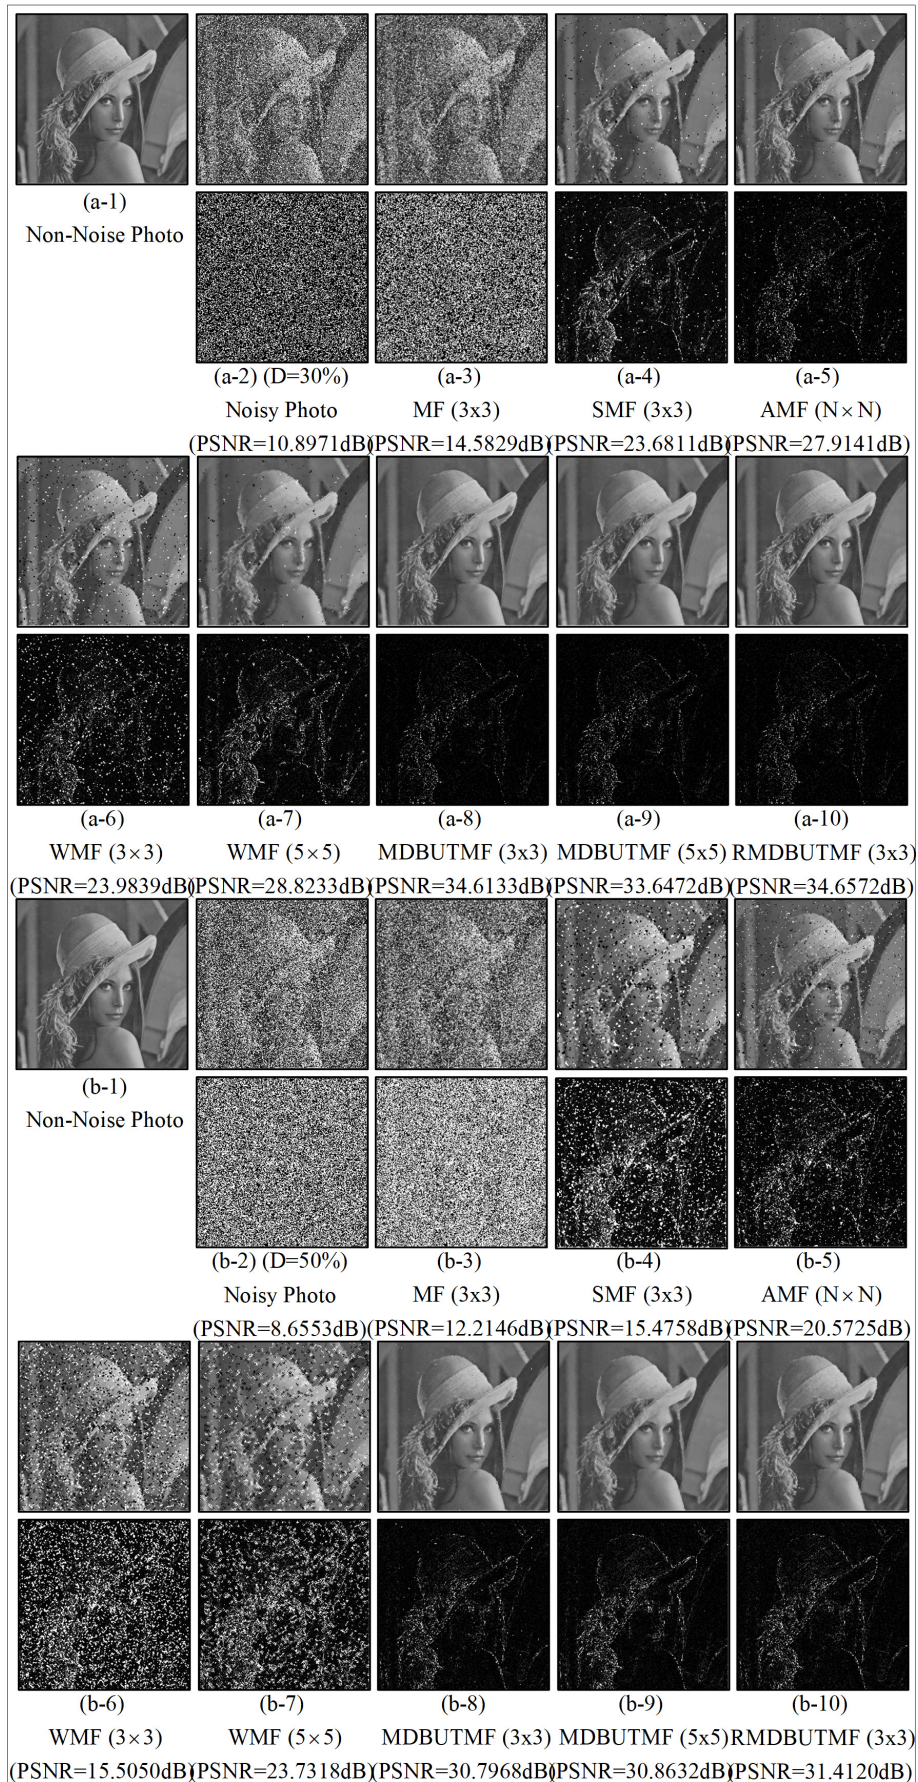 (a-1)
Non-Noise Photo
(a-2) (D=30%) (a-3) (a-4) (a-5)
Noisy Photo MF (3x3) SMF (3x3) AMF (N×N)
(PSNR=10.8971dB) (PSNR=14.5829dB) (PSNR=23.6811dB) (PSNR=27.9141dB)
(a-6) (a-7) (a-8) (a-9) (a-10)
WMF (3×3) WMF (5×5) MDBUTMF (3x3) MDBUTMF (5x5) RMDBUTMF (3x3)
(PSNR=23.9839dB) (PSNR=28.8233dB) (PSNR=34.6133dB) (PSNR=33.6472dB) (PSNR=34.6572dB)
(b-1)
Non-Noise Photo
(b-2) (D=50%) (b-3) (b-4) (b-5)
Noisy Photo MF (3x3) SMF (3x3) AMF (N×N)
(PSNR=8.6553dB) (PSNR=12.2146dB) (PSNR=15.4758dB) (PSNR=20.5725dB)
(b-6) (b-7) (b-8) (b-9) (b-10)
WMF (3×3) WMF (5×5) MDBUTMF (3x3) MDBUTMF (5x5) RMDBUTMF (3x3)
(PSNR=15.5050dB) (PSNR=23.7318dB) (PSNR=30.7968dB) (PSNR=30.8632dB) (PSNR=31.4120dB)